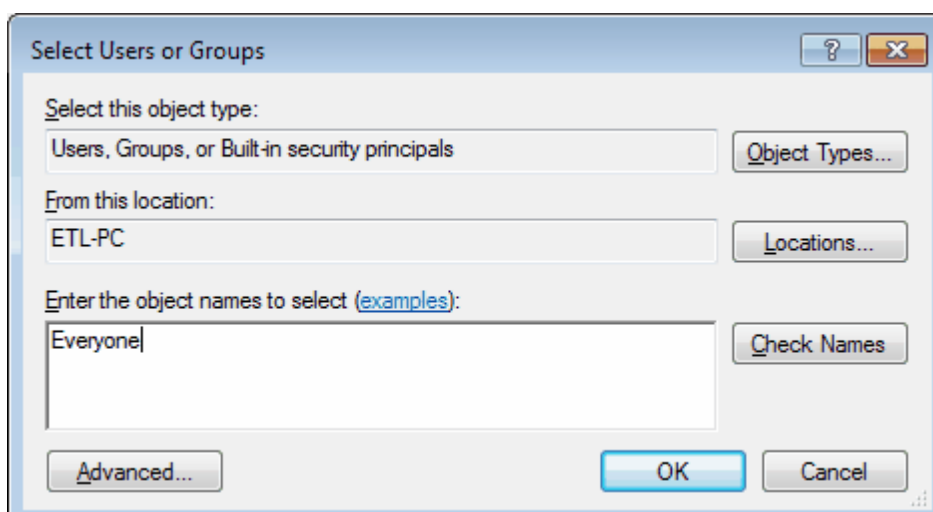 Select Users or Groups
Select this object type:
Users, Groups, or Built-in security principals
Object Types...
From this location:
ETL-PC
Locations...
Enter the object names to select (examples):
Everyone
Check Names
Advanced...
OK
Cancel